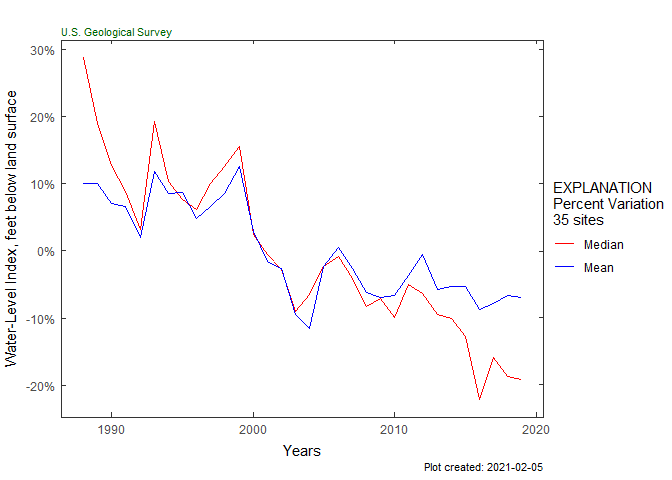 U.S. Geological Survey
Water-Level Index, feet below land surface
30%
20%
10%
0%
-10%
-20%
1990
2000
2010
2020
Years
EXPLANATION
Percent Variation
35 sites
Median
Mean
Plot created: 2021-02-05